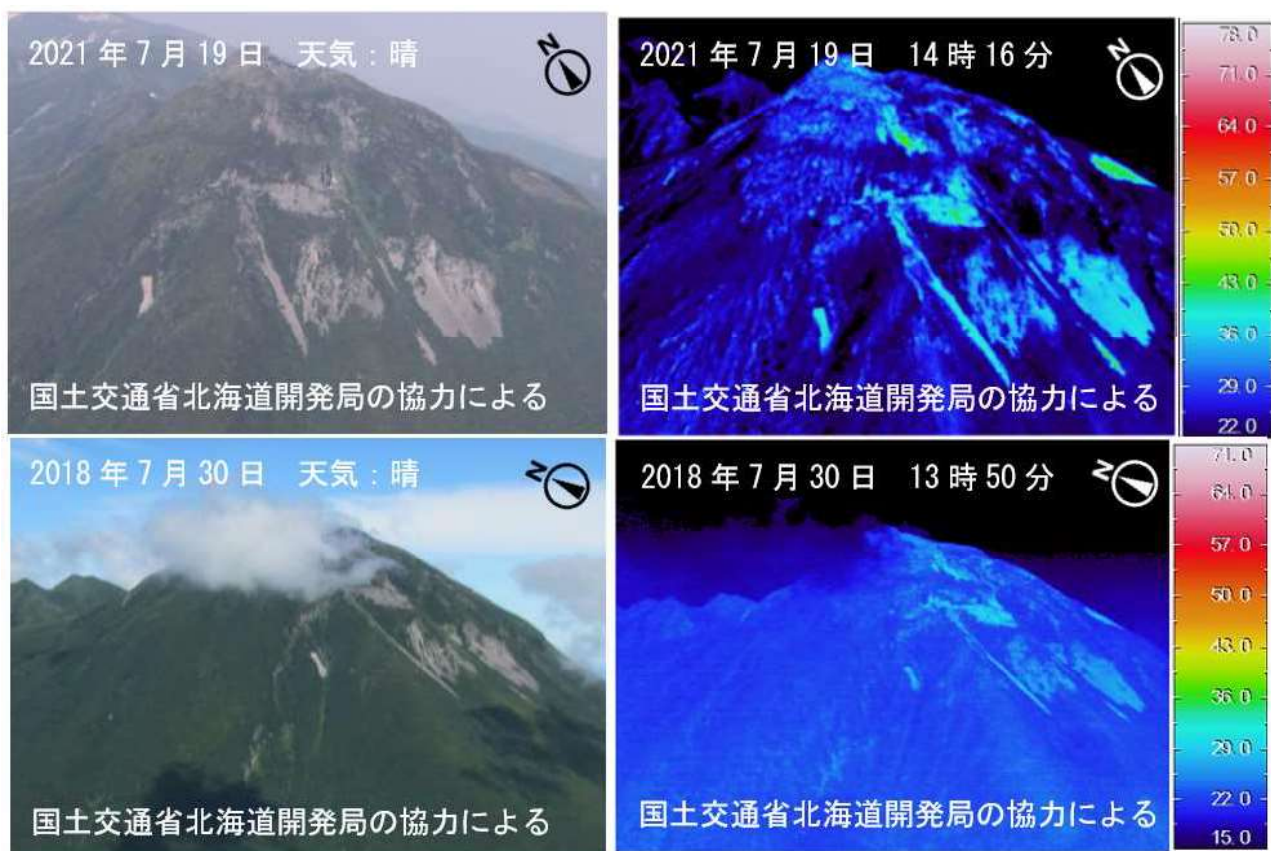 2021年7月19日　天気：晴
N
国土交通省北海道開発局の協力による
2021年7月19日　14時16分
N
国土交通省北海道開発局の協力による
78.0
71.0
64.0
57.0
50.0
43.0
36.0
29.0
22.0
2018年7月30日　天気：晴
N
国土交通省北海道開発局の協力による
2018年7月30日　13時50分
N
国土交通省北海道開発局の協力による
71.0
64.0
57.0
50.0
43.0
36.0
29.0
22.0
15.0